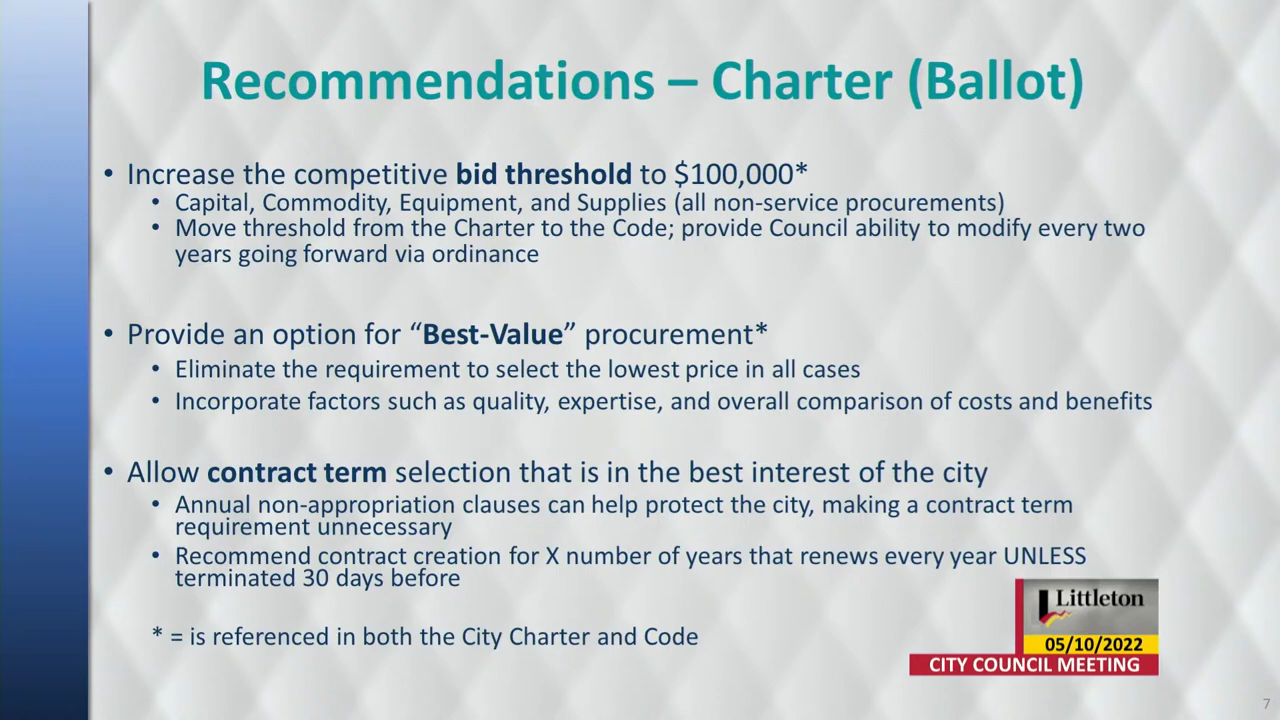 Recommendations – Charter (Ballot)
• Increase the competitive bid threshold to $100,000*
• Capital, Commodity, Equipment, and Supplies (all non-service procurements)
• Move threshold from the Charter to the Code; provide Council ability to modify every two
years going forward via ordinance
• Provide an option for “Best-Value” procurement*
• Eliminate the requirement to select the lowest price in all cases
• Incorporate factors such as quality, expertise, and overall comparison of costs and benefits
• Allow contract term selection that is in the best interest of the city
• Annual non-appropriation clauses can help protect the city, making a contract term
requirement unnecessary
• Recommend contract creation for X number of years that renews every year UNLESS
terminated 30 days before
* = is referenced in both the City Charter and Code
Littleton
05/10/2022
CITY COUNCIL MEETING
7